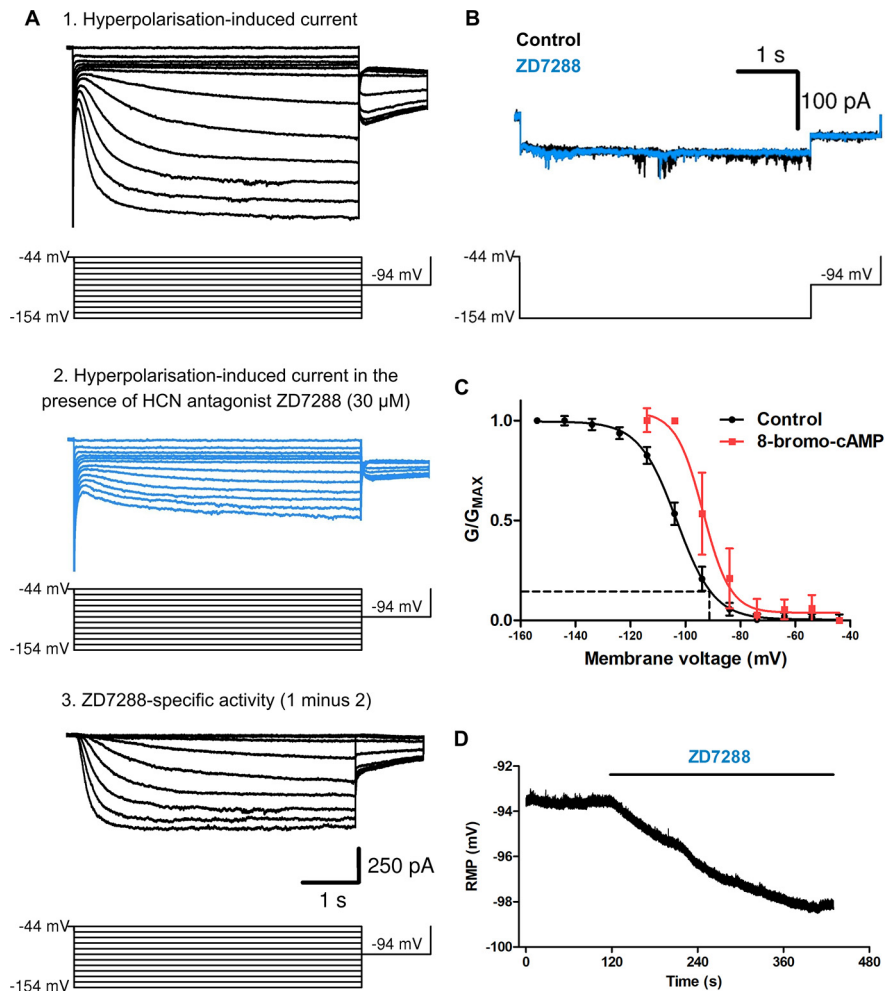 A
1. Hyperpolarisation-induced current
-44 mV
-94 mV
-154 mV
2. Hyperpolarisation-induced current in the
presence of HCN antagonist ZD7288 (30 µM)
-44 mV
-94 mV
-154 mV
3. ZD7288-specific activity (1 minus 2)
250 pA
1 s
-44 mV
-94 mV
-154 mV
B
Control
ZD7288
1 s
100 pA
-44 mV
-94 mV
-154 mV
C
Control
8-bromo-cAMP
G/GMAX
1.0
0.5
0.0
-160 -140 -120 -100 -80 -60 -40
Membrane voltage (mV)
D
ZD7288
RMP (mV)
-92
-94
-96
-98
-100
0 120 240 360 480
Time (s)